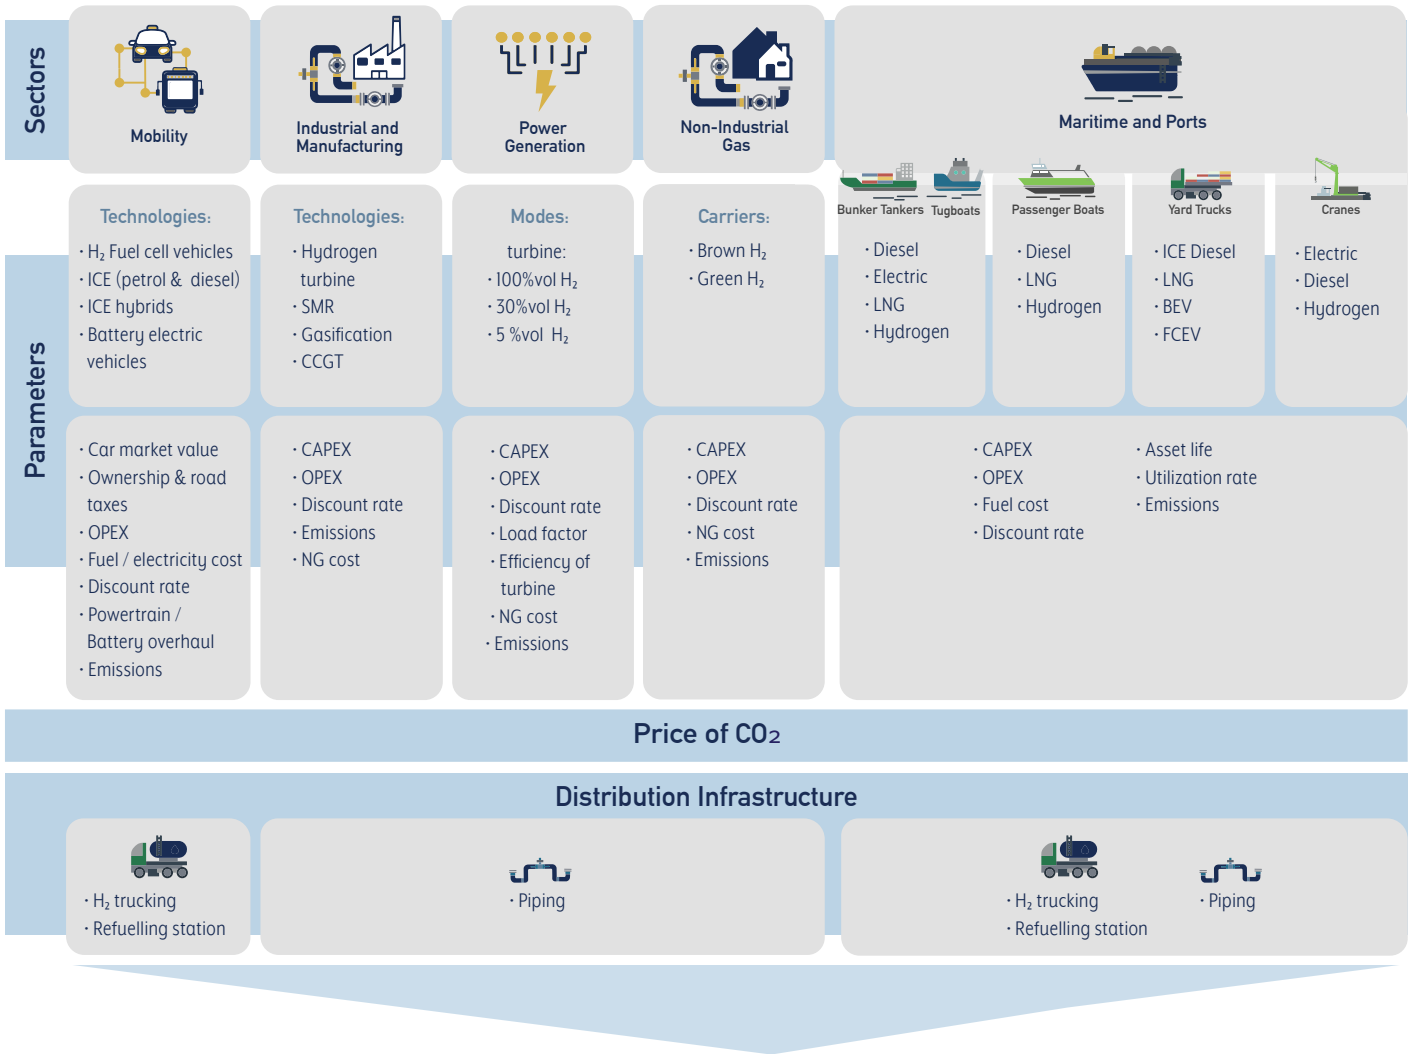 Sectors
Mobility
Industrial and
Manufacturing
Power
Generation
Non-Industrial
Gas
Maritime and Ports
Bunker Tankers
Tugboats
Passenger Boats
Yard Trucks
Cranes
Parameters
Technologies:
· H₂ Fuel cell vehicles
· ICE (petrol & diesel)
· ICE hybrids
· Battery electric
vehicles
Technologies:
· Hydrogen
turbine
· SMR
· Gasification
· CCGT
Modes:
turbine:
· 100%vol H₂
· 30%vol H₂
· 5 %vol H₂
Carriers:
· Brown H₂
· Green H₂
· Diesel
· Electric
· LNG
· Hydrogen
· Diesel
· LNG
· Hydrogen
· ICE Diesel
· LNG
· BEV
· FCEV
· Electric
· Diesel
· Hydrogen
· Car market value
· Ownership & road
taxes
· OPEX
· Fuel / electricity cost
· Discount rate
· Powertrain /
Battery overhaul
· Emissions
· CAPEX
· OPEX
· Discount rate
· Emissions
· NG cost
· CAPEX
· OPEX
· Discount rate
· Load factor
· Efficiency of
turbine
· NG cost
· Emissions
· CAPEX
· OPEX
· Discount rate
· NG cost
· Emissions
· CAPEX
· OPEX
· Fuel cost
· Discount rate
· Asset life
· Utilization rate
· Emissions
Price of CO₂
Distribution Infrastructure
· H₂ trucking
· Refuelling station
· Piping
· H₂ trucking
· Refuelling station
· Piping